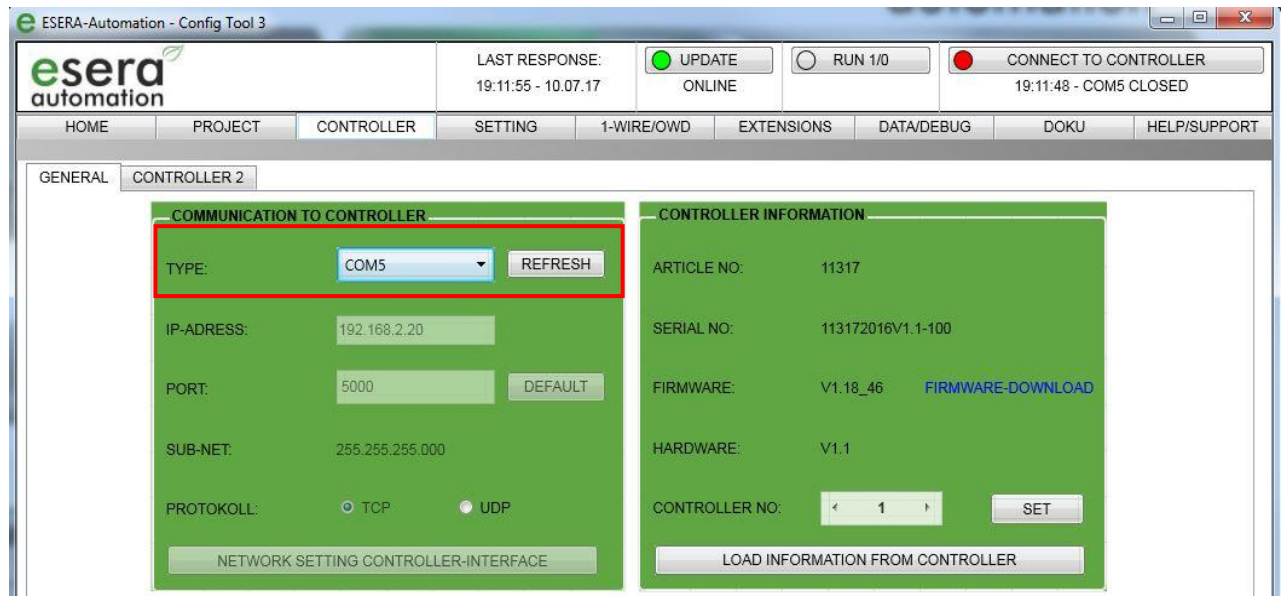 ESERA-Automation - Config Tool 3
esera
automation
LAST RESPONSE:
19:11:55 - 10.07.17
UPDATE
ONLINE
RUN 1/0
CONNECT TO CONTROLLER
19:11:48 - COM5 CLOSED
HOME PROJECT CONTROLLER SETTING 1-WIRE/OWD EXTENSIONS DATA/DEBUG DOKU HELP/SUPPORT
GENERAL CONTROLLER 2
COMMUNICATION TO CONTROLLER
TYPE: COM5 REFRESH
IP-ADRESS: 192.168.2.20
PORT: 5000 DEFAULT
SUB-NET: 255.255.255.000
PROTOKOLL: TCP UDP
NETWORK SETTING CONTROLLER-INTERFACE
CONTROLLER INFORMATION
ARTICLE NO: 11317
SERIAL NO: 113172016V1.1-100
FIRMWARE: V1.18_46 FIRMWARE-DOWNLOAD
HARDWARE: V1.1
CONTROLLER NO: 1 SET
LOAD INFORMATION FROM CONTROLLER